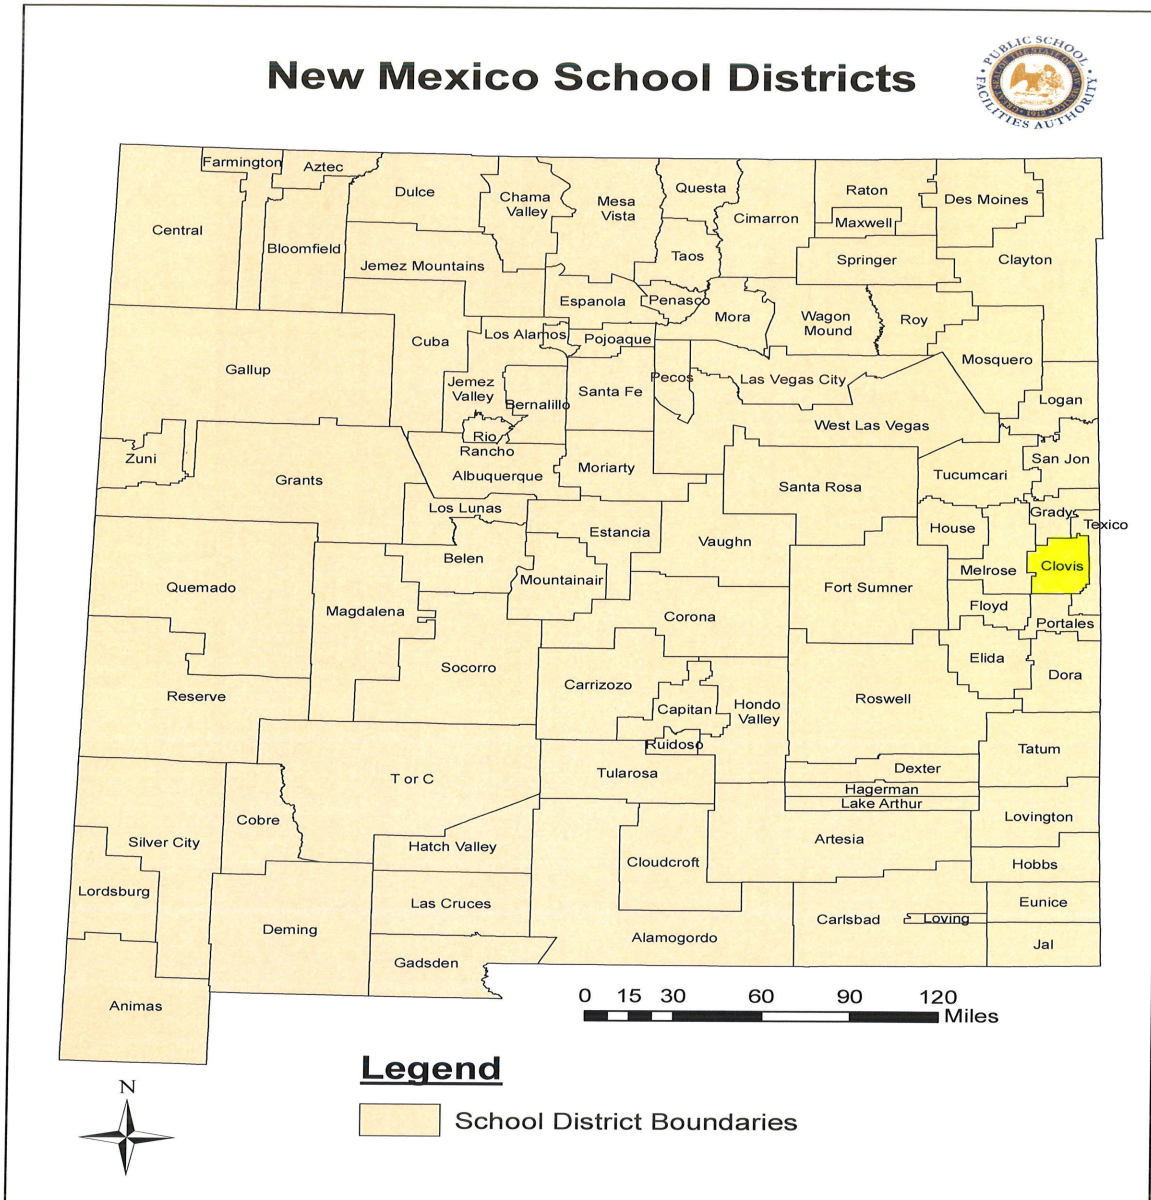 New Mexico School Districts
PUBLIC SCHOOL
FACILITIES AUTHORITY
Farmington
Aztec
Dulce
Chama
Valley
Mesa
Vista
Questa
Cimarron
Raton
Maxwell
Des Moines
Central
Bloomfield
Jemez Mountains
Taos
Springer
Clayton
Espanola
Penasco
Mora
Wagon
Mound
Roy
Cuba
Los Alamos
Pojoaque
Mosquero
Gallup
Jemez
Valley
Bernalillo
Santa Fe
Pecos
Las Vegas City
Logan
West Las Vegas
Rio
Rancho
Zuni
Grants
Albuquerque
Moriarty
Santa Rosa
Tucumcari
San Jon
Los Lunas
Estancia
Vaughn
House
Grady
Texico
Belen
Mountainair
Quemado
Magdalena
Fort Sumner
Melrose
Clovis
Corona
Floyd
Portales
Socorro
Elida
Dora
Reserve
Carrizozo
Capitan
Hondo
Valley
Roswell
Ruidoso
Tatum
T or C
Tularosa
Dexter
Hagerman
Lake Arthur
Cobre
Silver City
Hatch Valley
Cloudcroft
Artesia
Lovington
Hobbs
Lordsburg
Las Cruces
Deming
Alamogordo
Carlsbad
Loving
Eunice
Jal
Gadsden
Animas
0 15 30 60 90 120
Miles
Legend
School District Boundaries
N